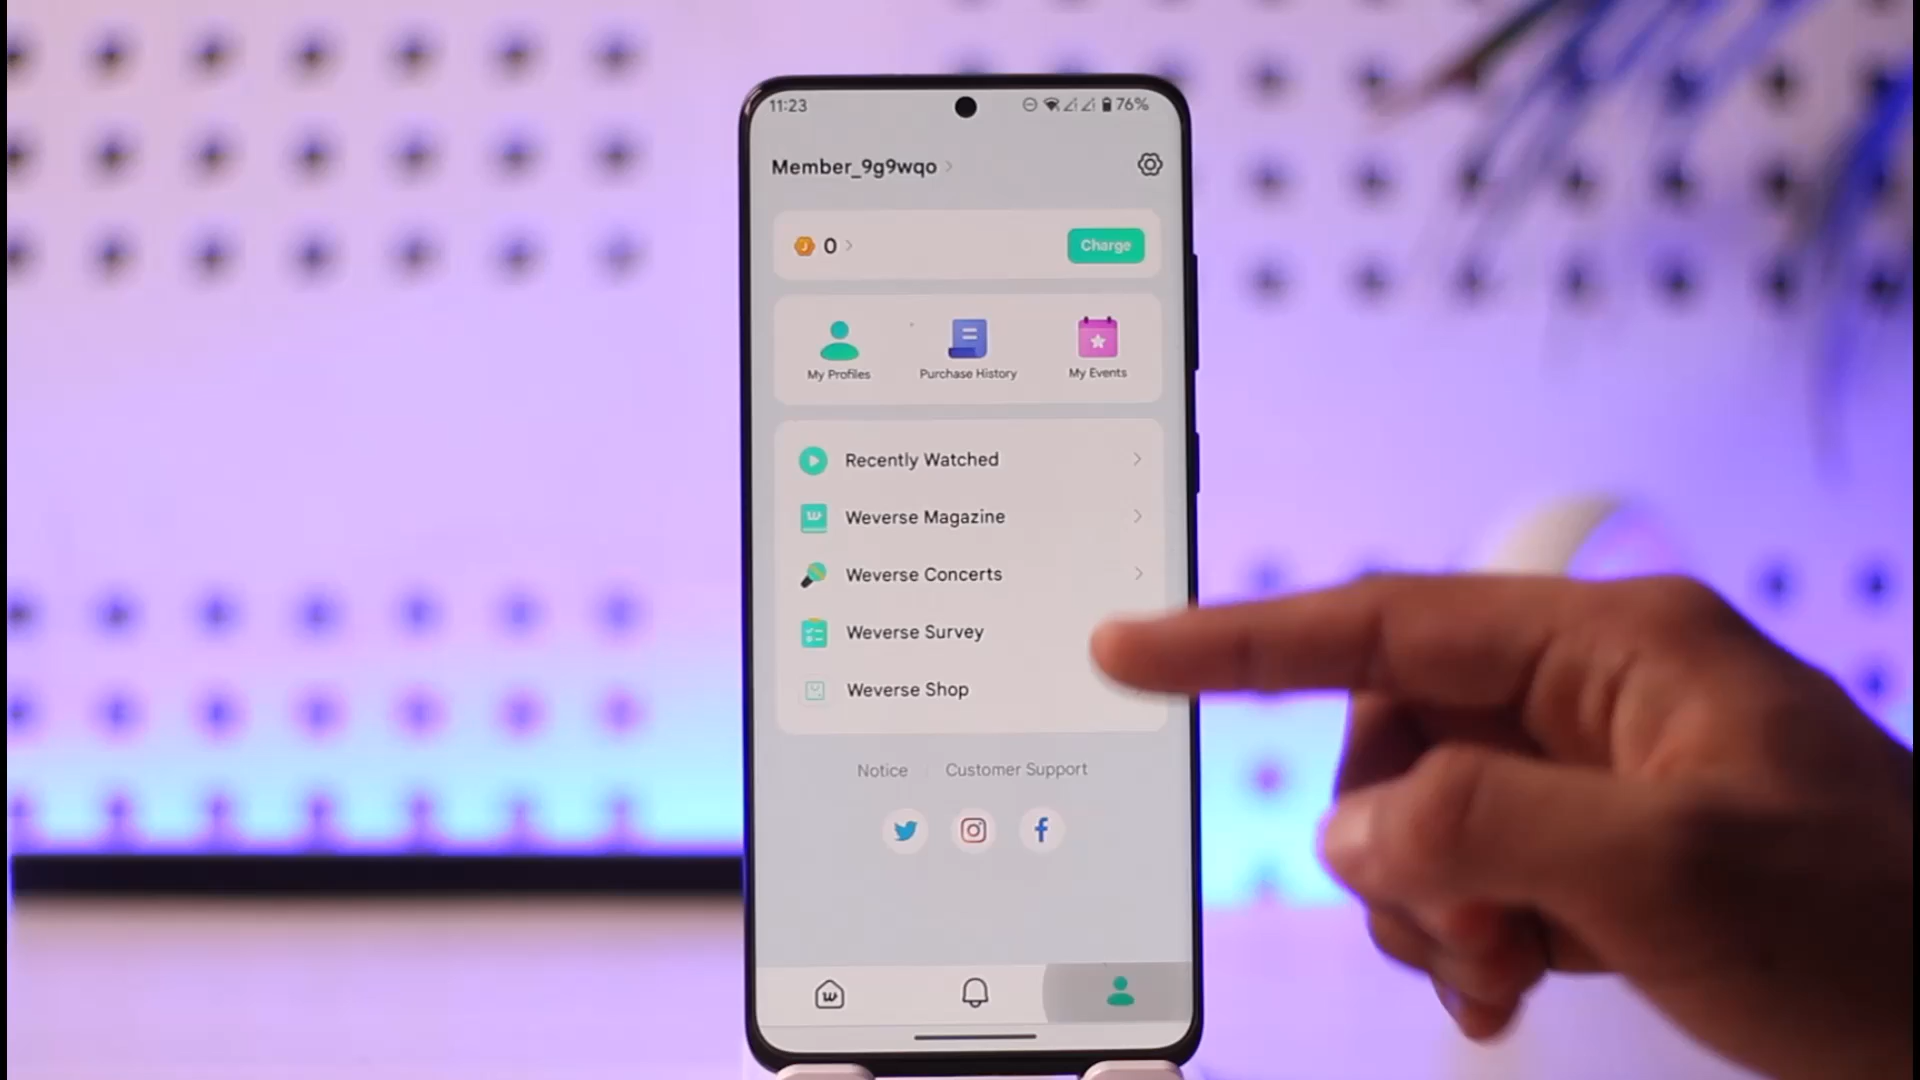 11:23
76%
Member_9g9wqo
0
Charge
My Profiles
Purchase History
My Events
Recently Watched
Weverse Magazine
Weverse Concerts
Weverse Survey
Weverse Shop
Notice
Customer Support